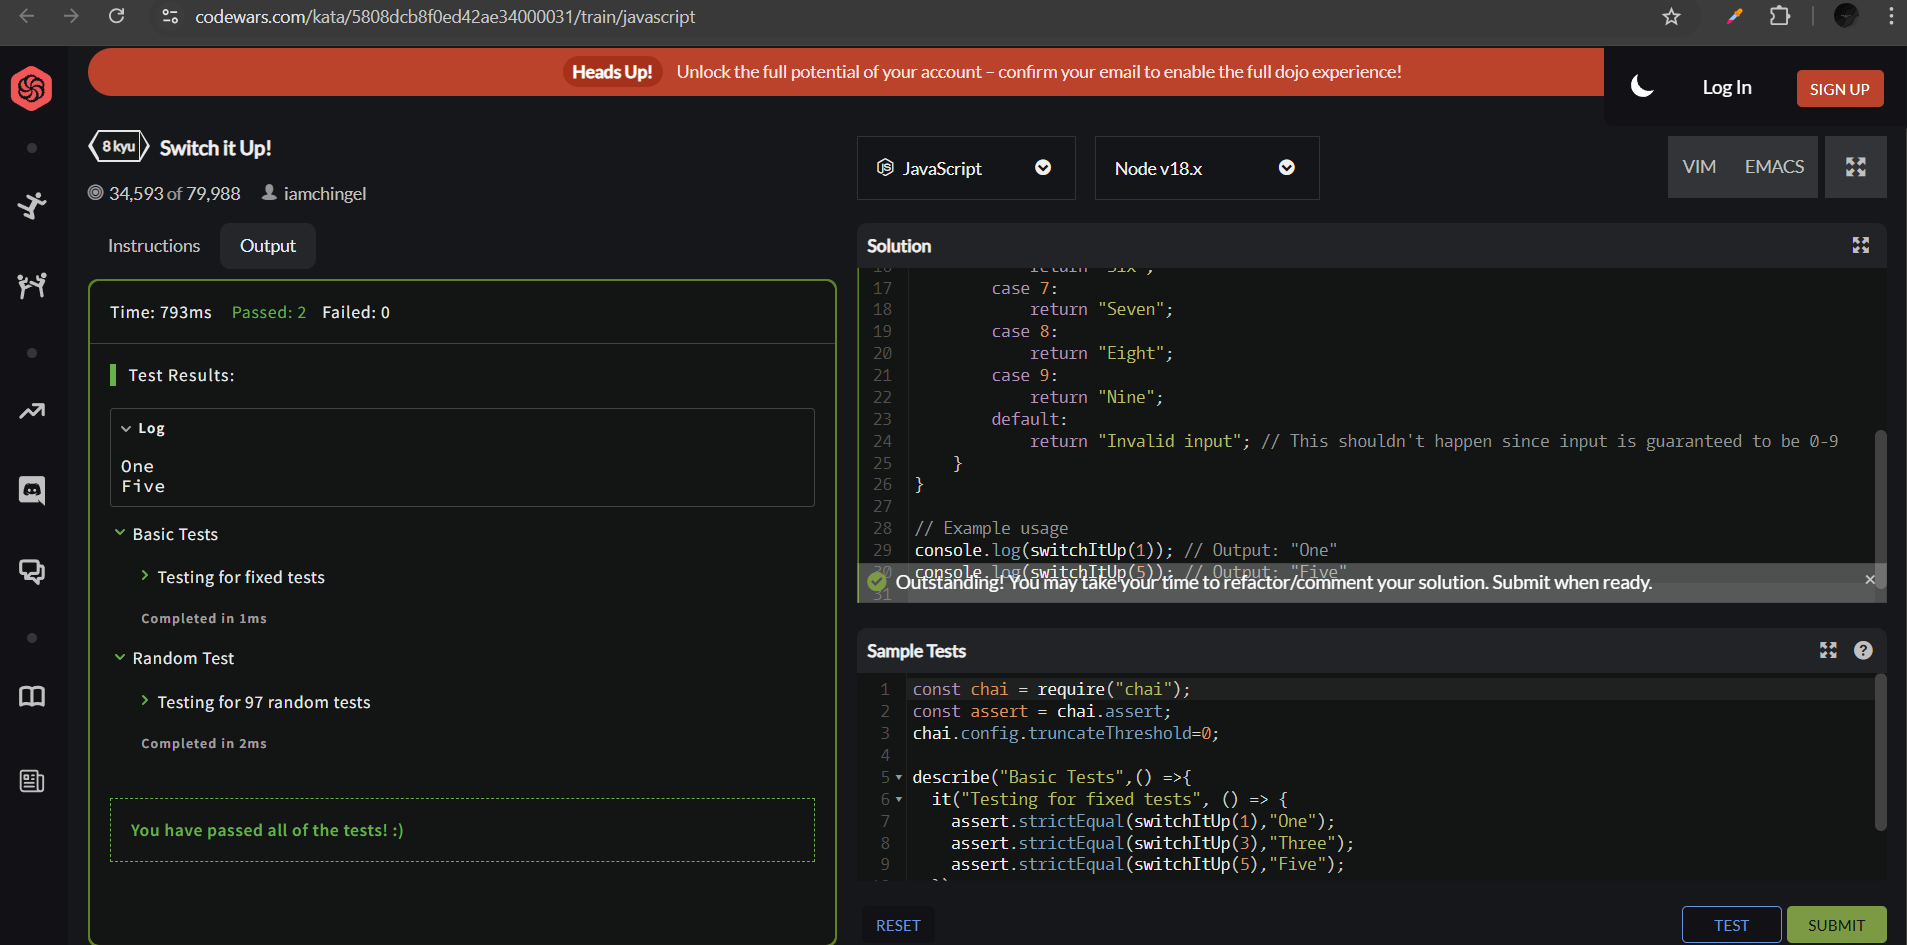 codewars.com/kata/5808dcb8f0ed42ae34000031/train/javascript
Heads Up! Unlock the full potential of your account – confirm your email to enable the full dojo experience!
Log In
SIGN UP
8 kyu Switch it Up!
34,593 of 79,988 iamchingel
JavaScript
Node v18.x
VIM EMACS
Instructions Output
Time: 793ms Passed: 2 Failed: 0
Test Results:
Log
One
Five
Basic Tests
Testing for fixed tests
Completed in 1ms
Random Test
Testing for 97 random tests
Completed in 2ms
You have passed all of the tests! :)
Solution
16 return "Six";
17 case 7:
18 return "Seven";
19 case 8:
20 return "Eight";
21 case 9:
22 return "Nine";
23 default:
24 return "Invalid input"; // This shouldn't happen since input is guaranteed to be 0-9
25 }
26 }
27
28 // Example usage
29 console.log(switchItUp(1)); // Output: "One"
30 console.log(switchItUp(5)); // Output: "Five"
Outstanding! You may take your time to refactor/comment your solution. Submit when ready.
31
Sample Tests
1 const chai = require("chai");
2 const assert = chai.assert;
3 chai.config.truncateThreshold=0;
4
5 describe("Basic Tests",() =>{
6 it("Testing for fixed tests", () => {
7 assert.strictEqual(switchItUp(1),"One");
8 assert.strictEqual(switchItUp(3),"Three");
9 assert.strictEqual(switchItUp(5),"Five");
RESET
TEST
SUBMIT